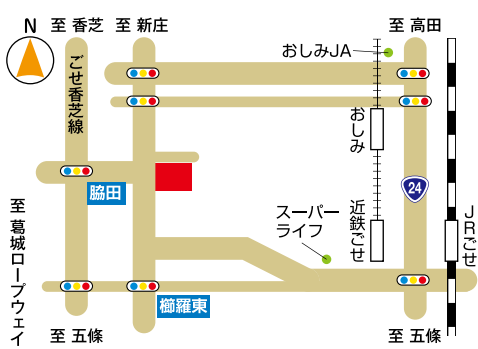 N
至 香芝
至 新庄
至 高田
おしみJA
ごせ香芝線
おしみ
脇田
24
至 葛城ロープウェイ
スーパー
ライフ
近鉄ごせ
JRごせ
櫛羅東
至 五條
至 五條